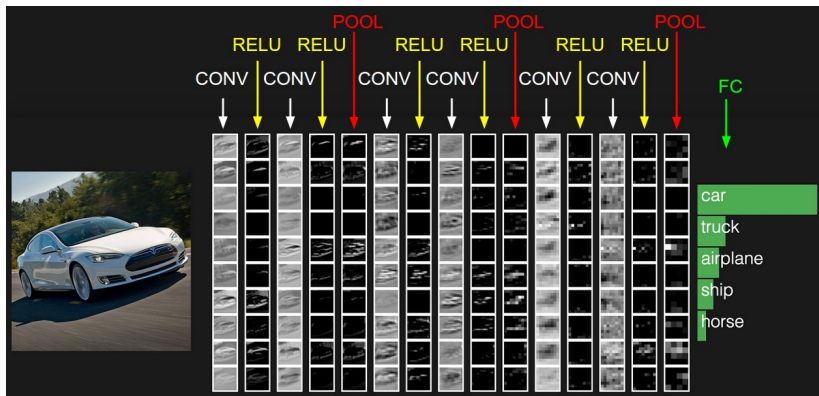 POOL POOL POOL
RELU RELU RELU RELU RELU RELU
CONV CONV CONV CONV CONV CONV
FC
car
truck
airplane
ship
horse